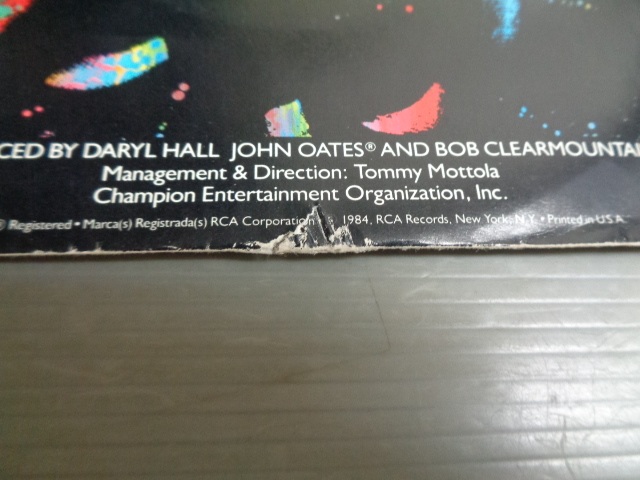 CED BY DARYL HALL JOHN OATES® AND BOB CLEARMOUNTAI
Management & Direction: Tommy Mottola
Champion Entertainment Organization, Inc.
® Registered • Marca(s) Registrada(s) RCA Corporation 1984, RCA Records, New York, N.Y. • Printed in U.S.A.